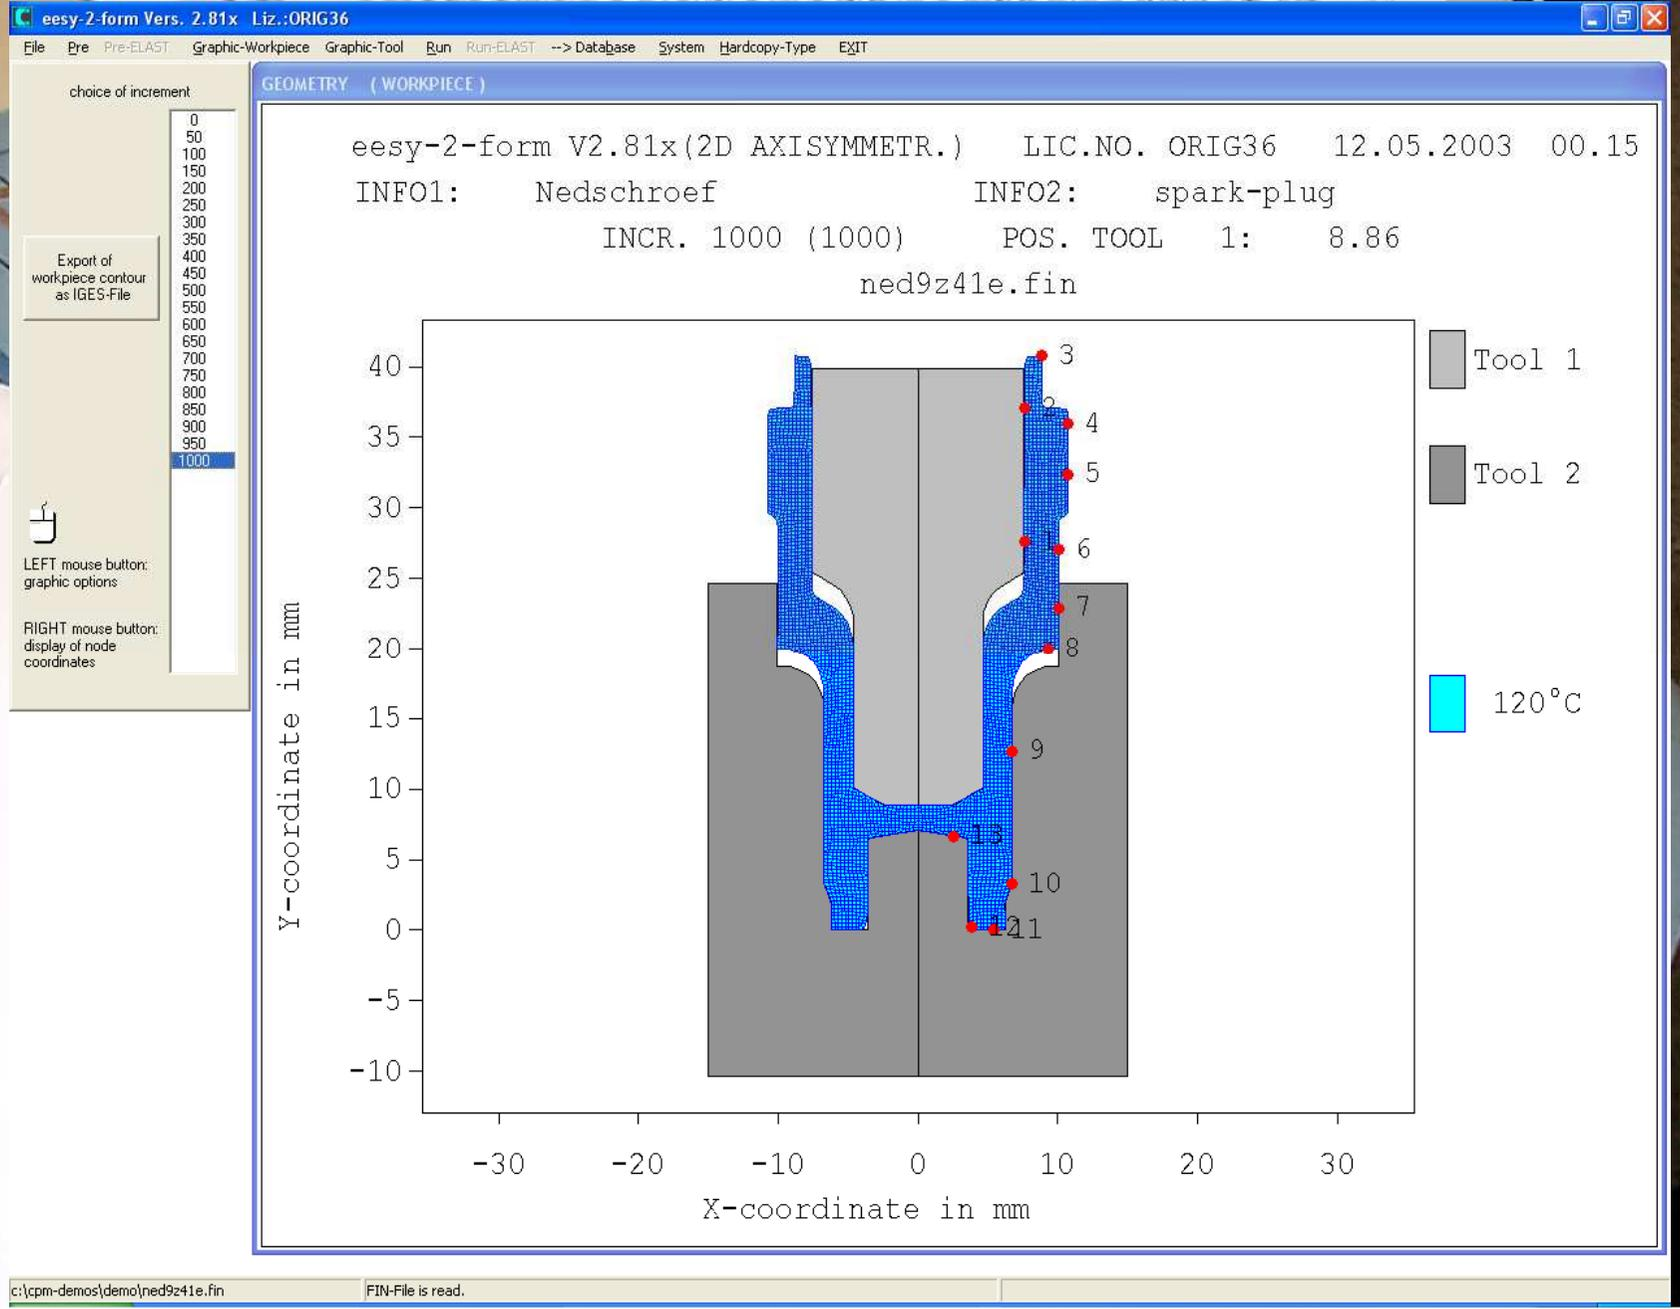 eesy-2-form Vers. 2.81x Liz.:ORIG36
File Pre Pre-ELAST Graphic-Workpiece Graphic-Tool Run Run-ELAST --> Database System Hardcopy-Type EXIT
choice of increment
0
50
100
150
200
250
300
350
400
450
500
550
600
650
700
750
800
850
900
950
1000
Export of
workpiece contour
as IGES-File
LEFT mouse button:
graphic options
RIGHT mouse button:
display of node
coordinates
GEOMETRY ( WORKPIECE )
eesy-2-form V2.81x(2D AXISYMMETR.) LIC.NO. ORIG36 12.05.2003 00.15
INFO1: Nedschroef INFO2: spark-plug
INCR. 1000 (1000) POS. TOOL 1: 8.86
ned9z41e.fin
Y-coordinate in mm
40
35
30
25
20
15
10
5
0
-5
-10
3
2
4
5
1
6
7
8
9
13
10
12
11
Tool 1
Tool 2
120°C
-30 -20 -10 0 10 20 30
X-coordinate in mm
c:\cpm-demos\demo\ned9z41e.fin FIN-File is read.